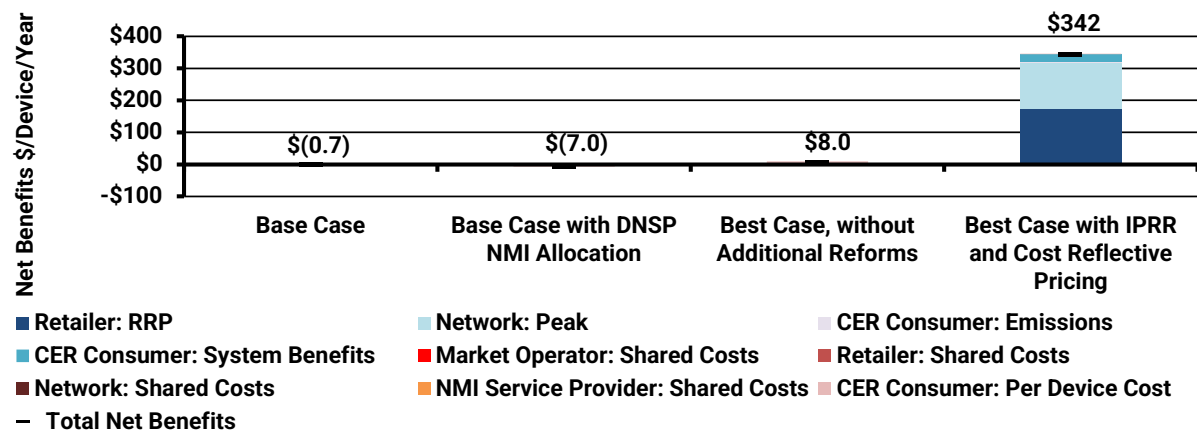 Net Benefits $/Device/Year
$400
$300
$200
$100
$0
-$100
$(0.7)
$(7.0)
$8.0
$342
Base Case
Base Case with DNSP
NMI Allocation
Best Case, without
Additional Reforms
Best Case with IPRR
and Cost Reflective
Pricing
Retailer: RRP
Network: Peak
CER Consumer: Emissions
CER Consumer: System Benefits
Market Operator: Shared Costs
Retailer: Shared Costs
Network: Shared Costs
NMI Service Provider: Shared Costs
CER Consumer: Per Device Cost
Total Net Benefits